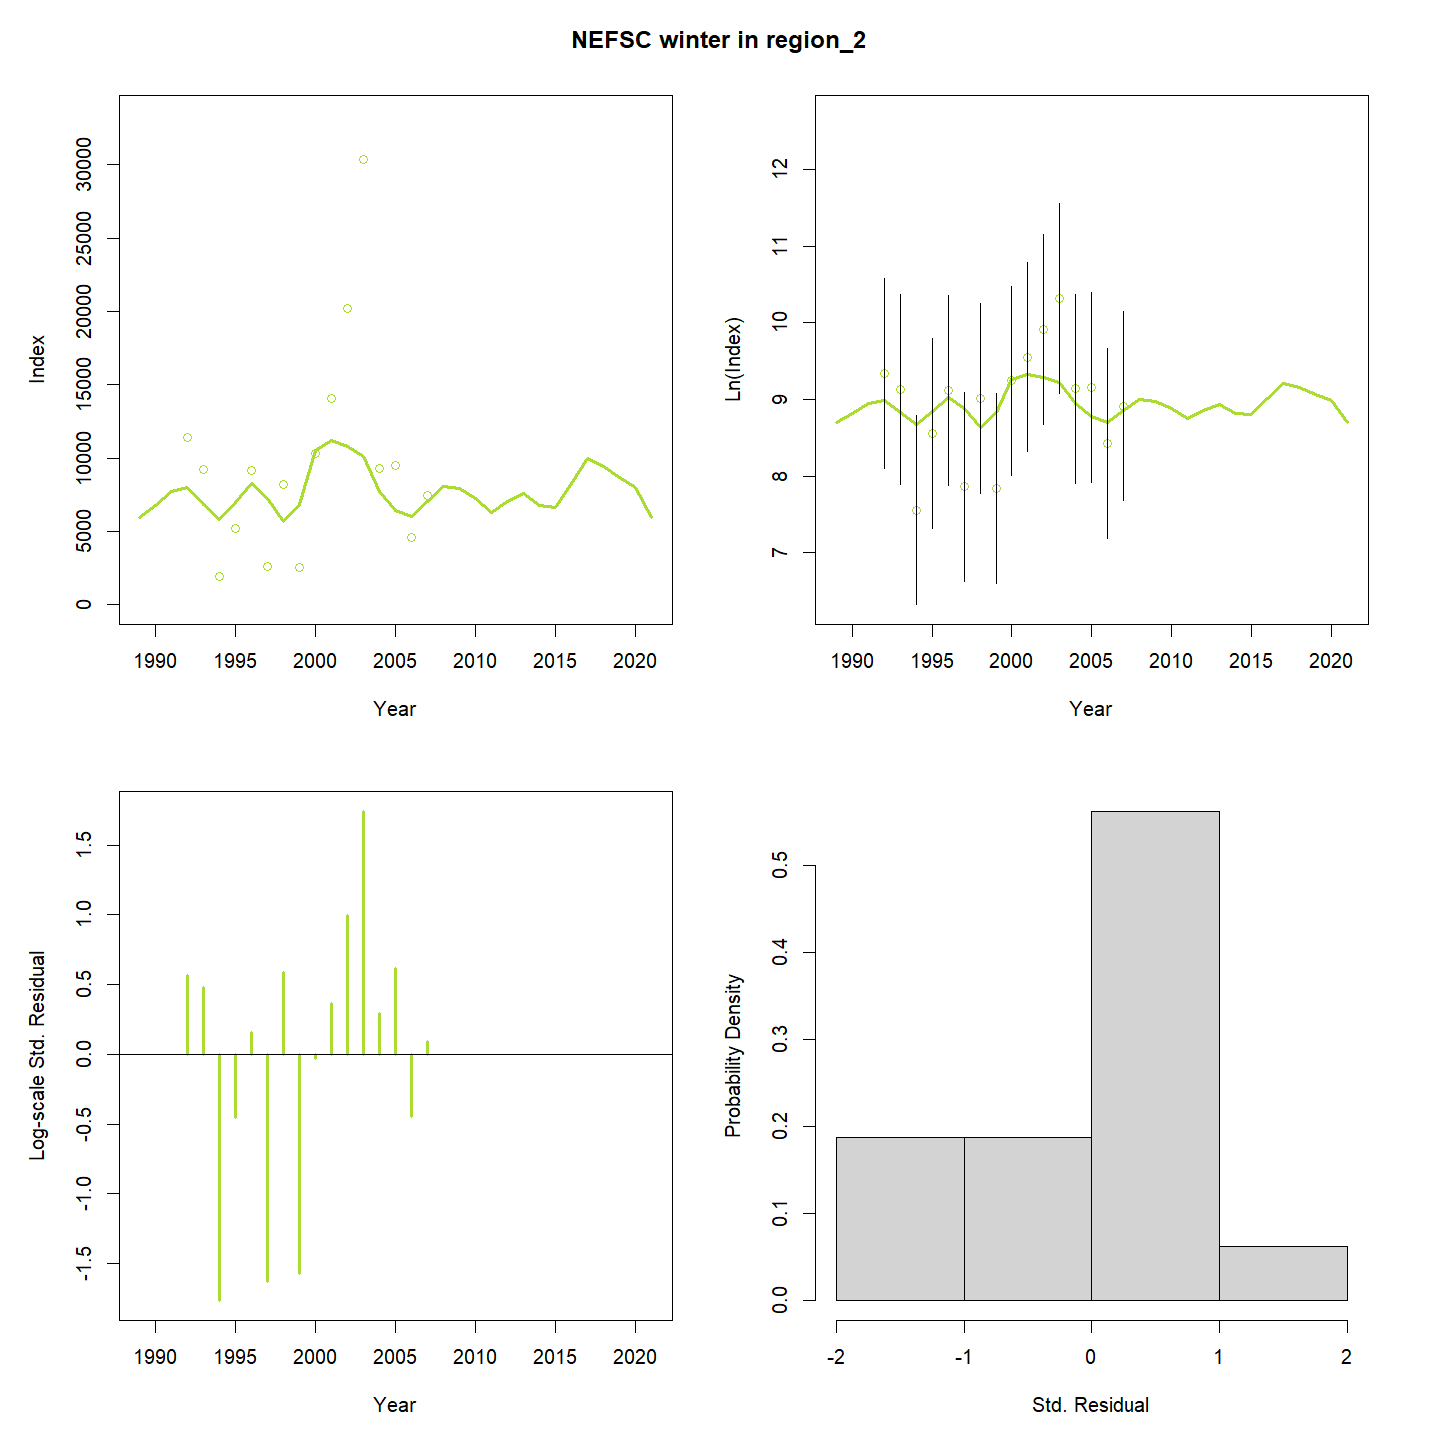 NEFSC winter in region_2
Index
0 5000 10000 15000 20000 25000 30000
1990 1995 2000 2005 2010 2015 2020
Year
Ln(Index)
7 8 9 10 11 12
1990 1995 2000 2005 2010 2015 2020
Year
Log-scale Std. Residual
-1.5 -1.0 -0.5 0.0 0.5 1.0 1.5
1990 1995 2000 2005 2010 2015 2020
Year
Probability Density
0.0 0.1 0.2 0.3 0.4 0.5
-2 -1 0 1 2
Std. Residual